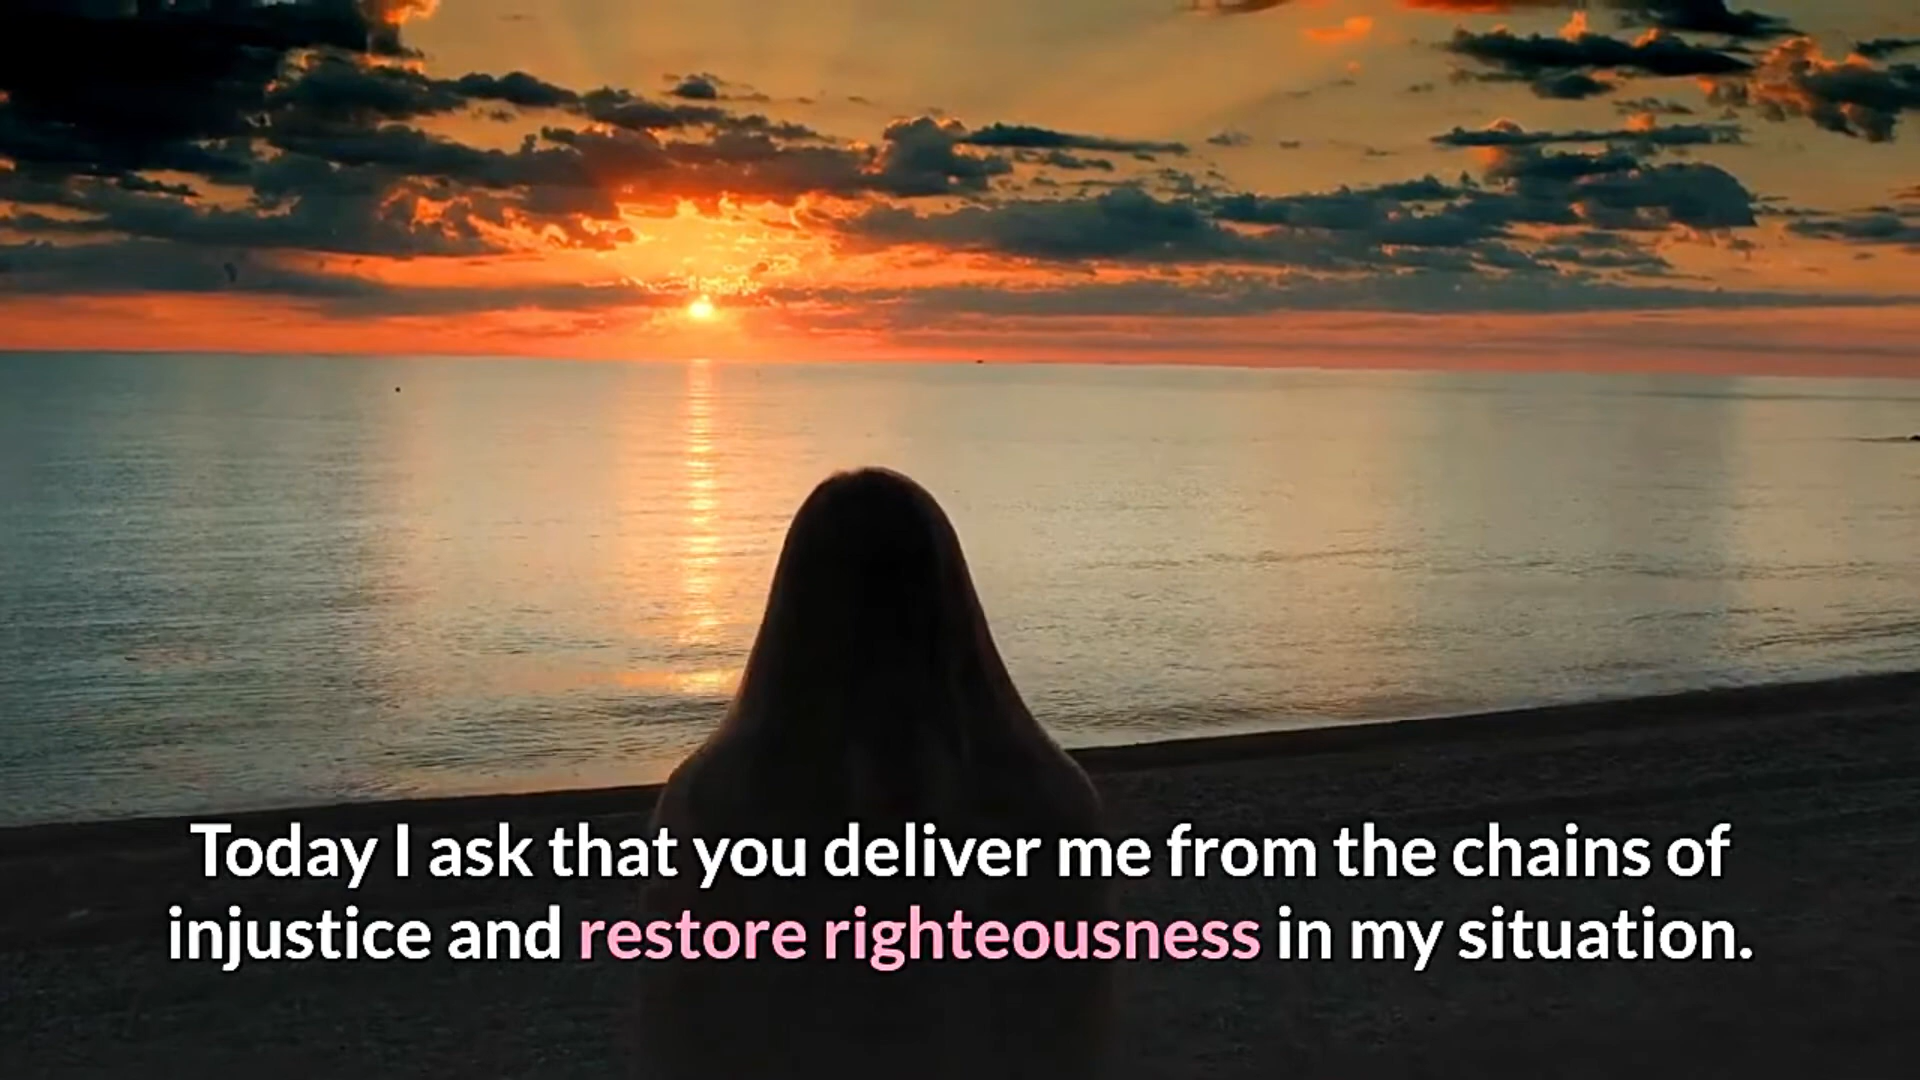 Today I ask that you deliver me from the chains of
injustice and restore righteousness in my situation.